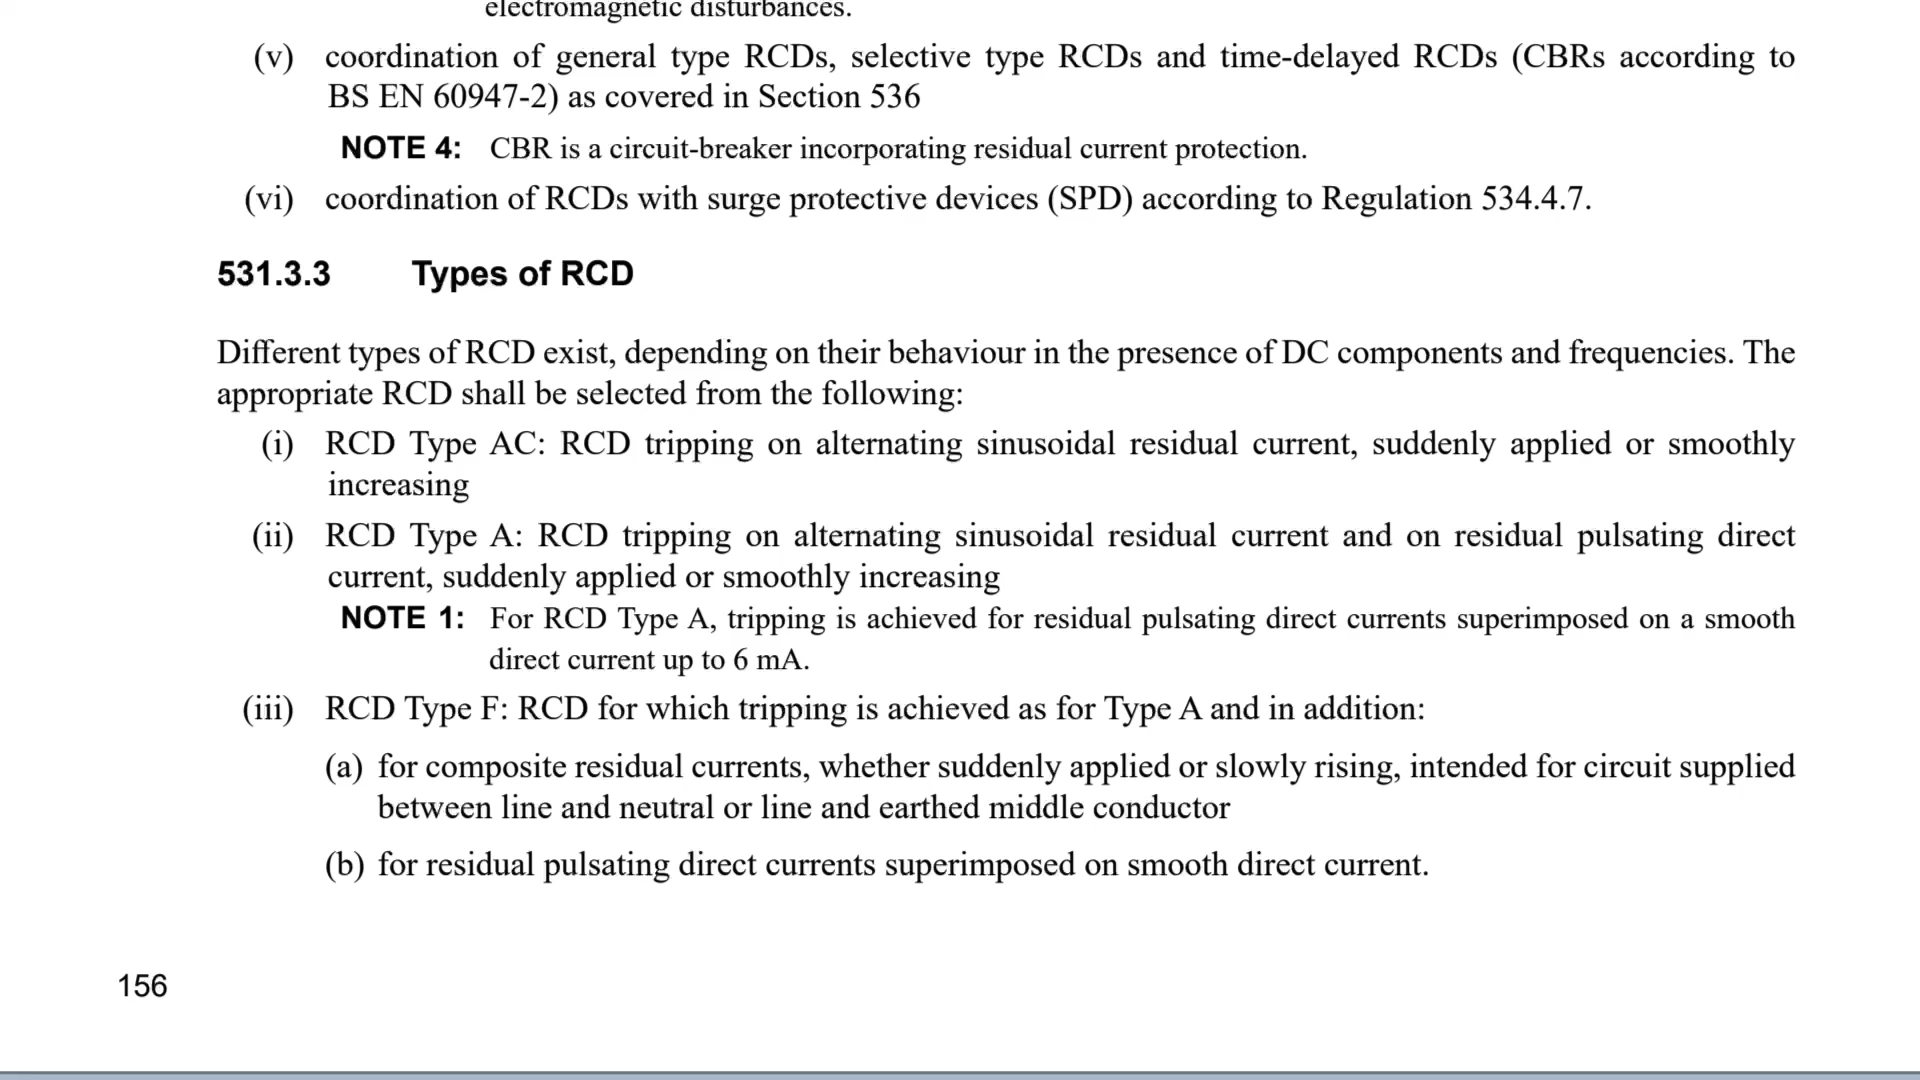 electromagnetic disturbances.
(v) coordination of general type RCDs, selective type RCDs and time-delayed RCDs (CBRs according to
BS EN 60947-2) as covered in Section 536
NOTE 4: CBR is a circuit-breaker incorporating residual current protection.
(vi) coordination of RCDs with surge protective devices (SPD) according to Regulation 534.4.7.
531.3.3 Types of RCD
Different types of RCD exist, depending on their behaviour in the presence of DC components and frequencies. The
appropriate RCD shall be selected from the following:
(i) RCD Type AC: RCD tripping on alternating sinusoidal residual current, suddenly applied or smoothly
increasing
(ii) RCD Type A: RCD tripping on alternating sinusoidal residual current and on residual pulsating direct
current, suddenly applied or smoothly increasing
NOTE 1: For RCD Type A, tripping is achieved for residual pulsating direct currents superimposed on a smooth
direct current up to 6 mA.
(iii) RCD Type F: RCD for which tripping is achieved as for Type A and in addition:
(a) for composite residual currents, whether suddenly applied or slowly rising, intended for circuit supplied
between line and neutral or line and earthed middle conductor
(b) for residual pulsating direct currents superimposed on smooth direct current.
156